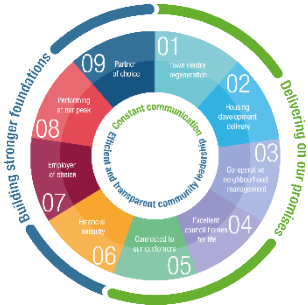 Building stronger foundations
Delivering on our promises
01
Town centre
regeneration
02
Housing
development
delivery
03
Co-operative
neighbourhood
management
04
Excellent
council homes
for life
05
Connected to
our customers
06
Financial
security
07
Employer
of choice
08
Performing
at our peak
09
Partner
of choice
Constant communication
Efficient and transparent community leadership